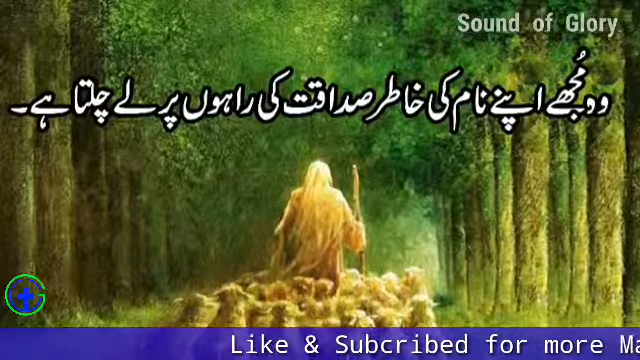 Sound of Glory
وہ مُجھے اپنے نام کی خاطر صداقت کی راہوں پر لے چلتا ہے۔
Like & Subcribed for more Ma